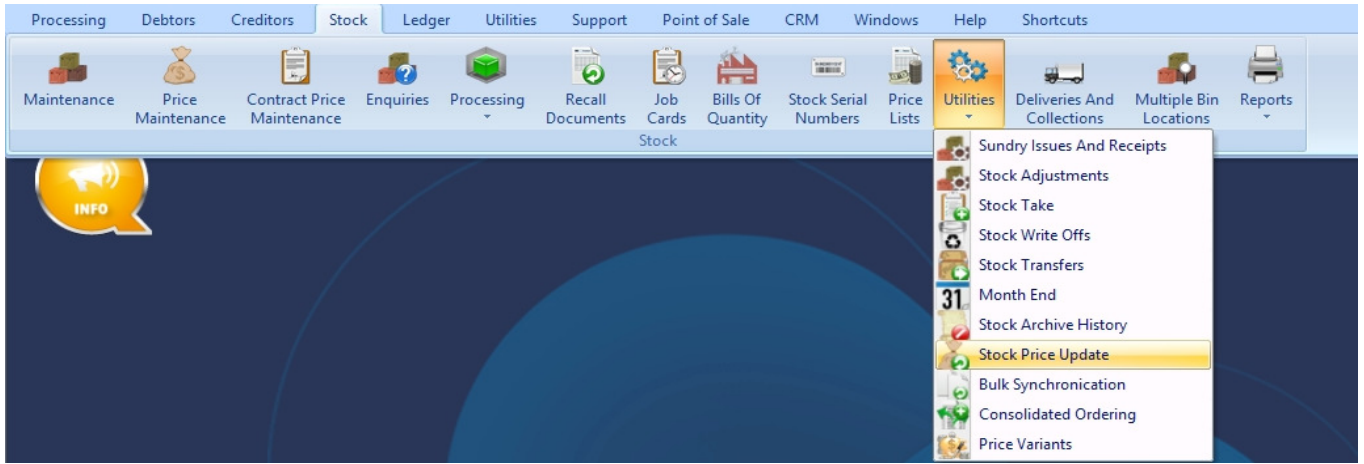 Processing Debtors Creditors Stock Ledger Utilities Support Point of Sale CRM Windows Help Shortcuts
Maintenance Price Contract Price Enquiries Processing Recall Job Bills Of Stock Serial Price Utilities Deliveries And Multiple Bin Reports
Maintenance Maintenance Documents Cards Quantity Numbers Lists Collections Locations
Stock
INFO
Sundry Issues And Receipts
Stock Adjustments
Stock Take
Stock Write Offs
Stock Transfers
31 Month End
Stock Archive History
Stock Price Update
Bulk Synchronication
Consolidated Ordering
Price Variants